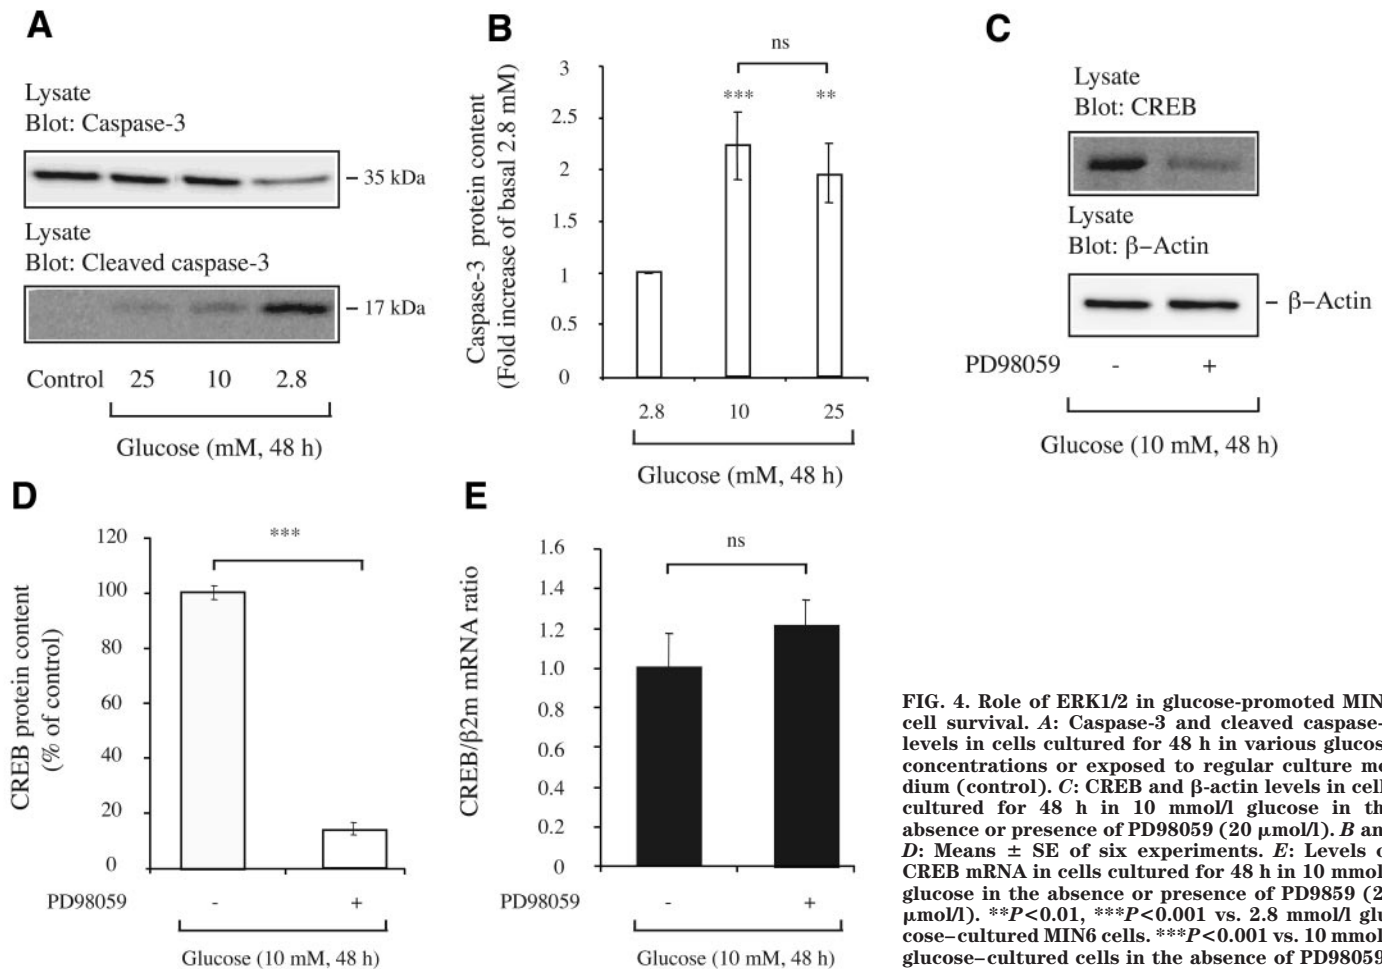 A
Lysate
Blot: Caspase-3
– 35 kDa
Lysate
Blot: Cleaved caspase-3
– 17 kDa
Control 25 10 2.8
Glucose (mM, 48 h)
B
Caspase-3 protein content
(Fold increase of basal 2.8 mM)
3
2.5
2
1.5
1
0.5
0
ns
*** **
2.8 10 25
Glucose (mM, 48 h)
C
Lysate
Blot: CREB
Lysate
Blot: β–Actin
– β–Actin
PD98059 - +
Glucose (10 mM, 48 h)
D
CREB protein content
(% of control)
120
100
80
60
40
20
0
***
PD98059 - +
Glucose (10 mM, 48 h)
E
CREB/β2m mRNA ratio
1.6
1.4
1.2
1.0
0.8
0.6
0.4
0.2
0
ns
PD98059 - +
Glucose (10 mM, 48 h)
FIG. 4. Role of ERK1/2 in glucose-promoted MIN
cell survival. A: Caspase-3 and cleaved caspase-
levels in cells cultured for 48 h in various glucos
concentrations or exposed to regular culture me
dium (control). C: CREB and β-actin levels in cell
cultured for 48 h in 10 mmol/l glucose in th
absence or presence of PD98059 (20 μmol/l). B an
D: Means ± SE of six experiments. E: Levels o
CREB mRNA in cells cultured for 48 h in 10 mmol
glucose in the absence or presence of PD9859 (2
μmol/l). **P<0.01, ***P<0.001 vs. 2.8 mmol/l glu
cose–cultured MIN6 cells. ***P<0.001 vs. 10 mmol
glucose–cultured cells in the absence of PD98059